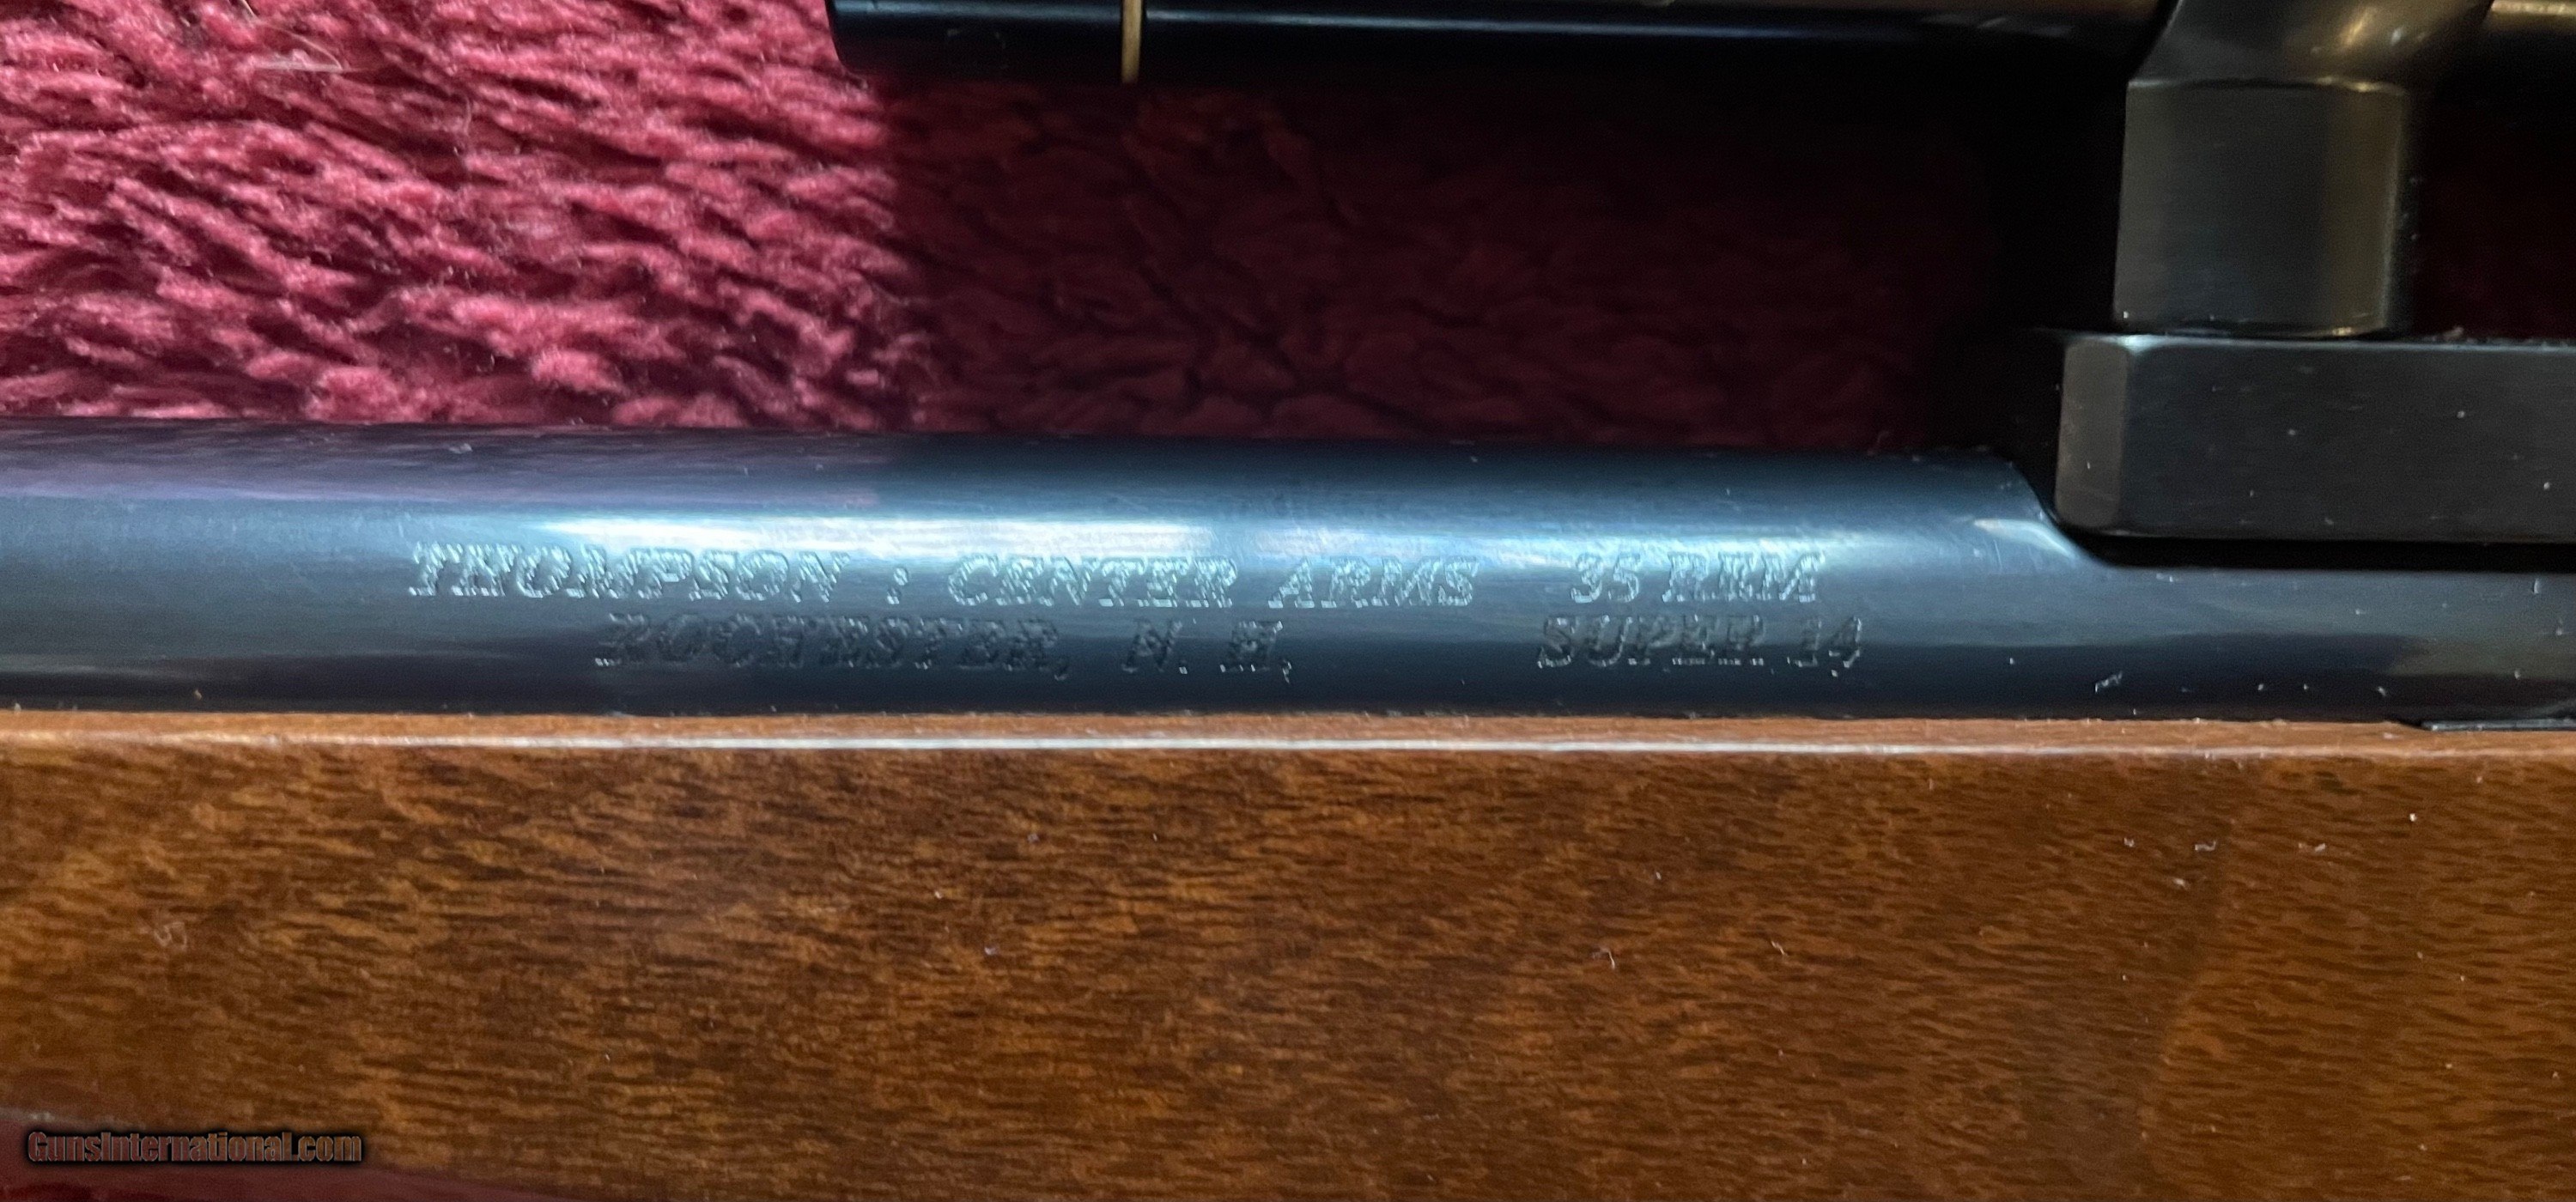 THOMPSON : CENTER ARMS 35 REM
ROCHESTER, N. H, SUPER 14
GunsInternational.com